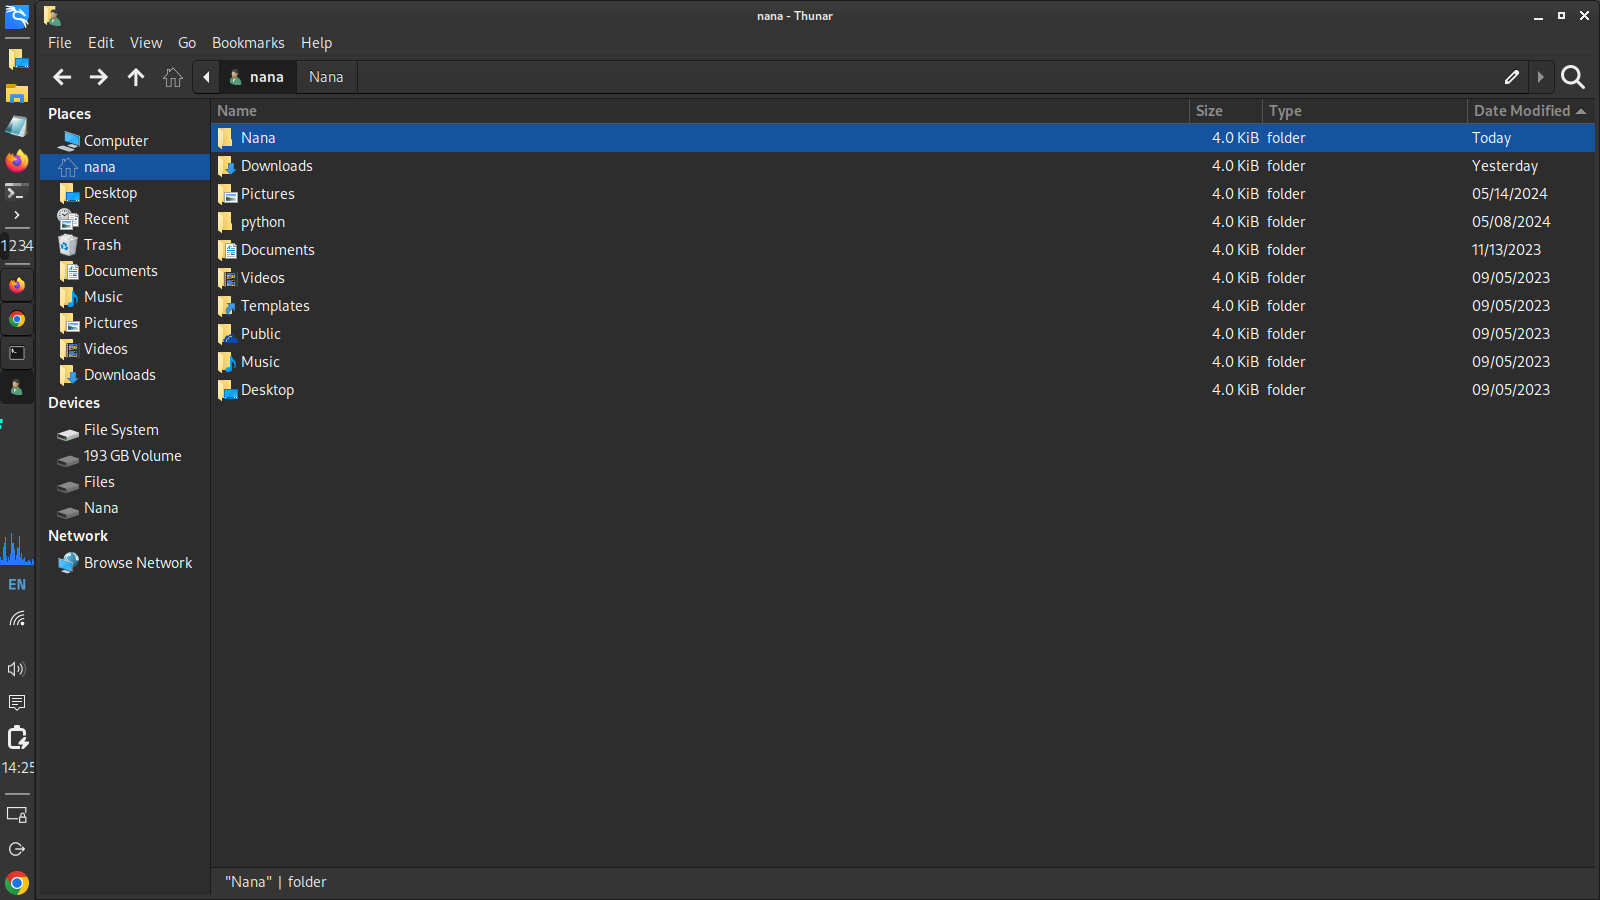 nana - Thunar
File Edit View Go Bookmarks Help
nana Nana
Places
Computer
nana
Desktop
Recent
Trash
Documents
Music
Pictures
Videos
Downloads
Devices
File System
193 GB Volume
Files
Nana
Network
Browse Network
Name Size Type Date Modified
Nana 4.0 KiB folder Today
Downloads 4.0 KiB folder Yesterday
Pictures 4.0 KiB folder 05/14/2024
python 4.0 KiB folder 05/08/2024
Documents 4.0 KiB folder 11/13/2023
Videos 4.0 KiB folder 09/05/2023
Templates 4.0 KiB folder 09/05/2023
Public 4.0 KiB folder 09/05/2023
Music 4.0 KiB folder 09/05/2023
Desktop 4.0 KiB folder 09/05/2023
"Nana" | folder
1234
EN
14:25